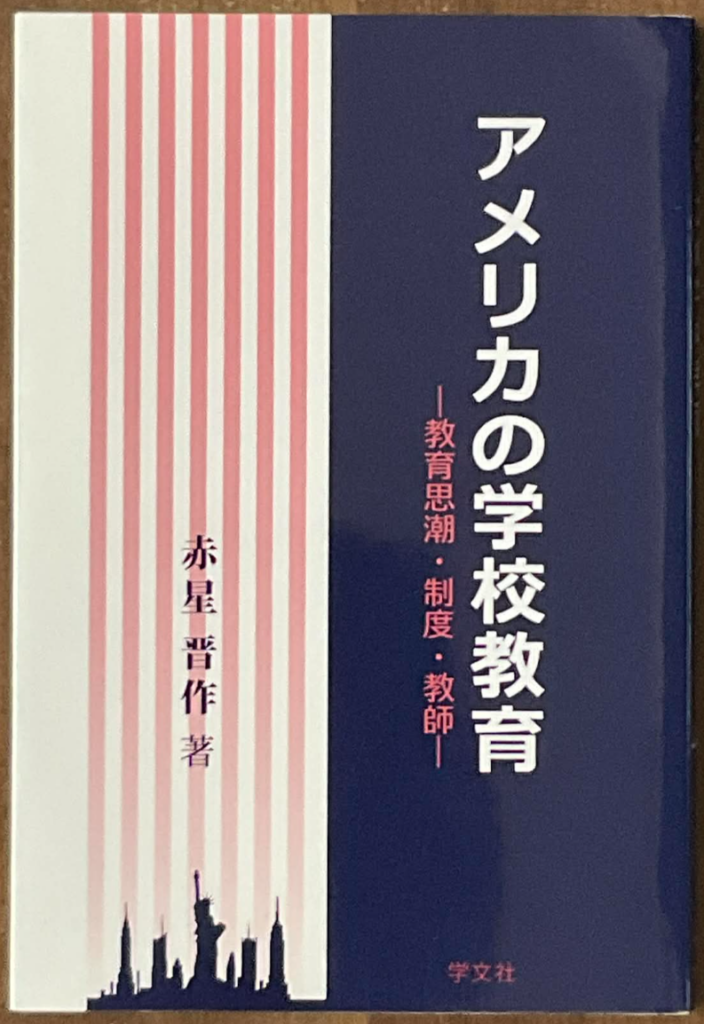 アメリカの学校教育
―教育思潮・制度・教師―
赤星 晋作 著
学文社